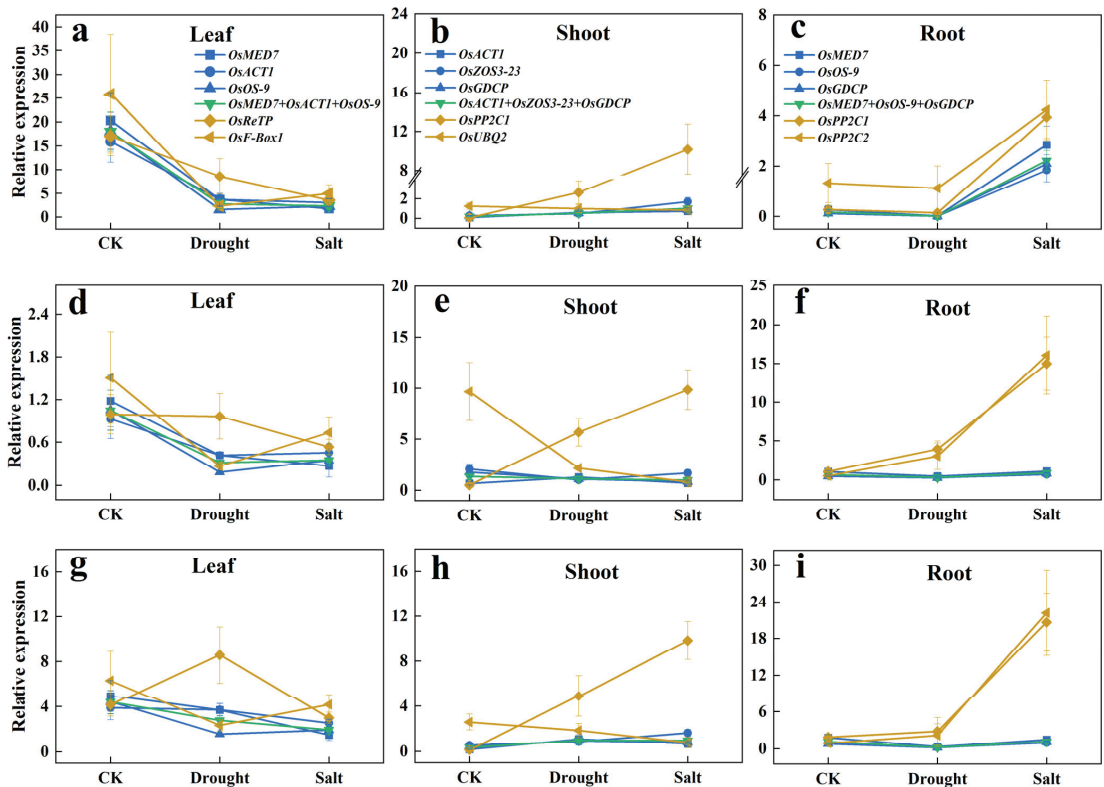 a
Leaf
OsMED7
OsACT1
OsOS-9
OsMED7+OsACT1+OsOS-9
OsReTP
OsF-Box1
Relative expression
40
35
30
25
20
15
10
5
0
CK
Drought
Salt
b
Shoot
OsACT1
OsZOS3-23
OsGDCP
OsACT1+OsZOS3-23+OsGDCP
OsPP2C1
OsUBQ2
24
20
16
12
8
2
0
CK
Drought
Salt
c
Root
OsMED7
OsOS-9
OsGDCP
OsMED7+OsOS-9+OsGDCP
OsPP2C1
OsPP2C2
8
6
4
2
0
CK
Drought
Salt
d
Leaf
Relative expression
2.4
1.8
1.2
0.6
0.0
CK
Drought
Salt
e
Shoot
20
15
10
5
0
CK
Drought
Salt
f
Root
25
20
15
10
5
0
CK
Drought
Salt
g
Leaf
Relative expression
16
12
8
4
0
CK
Drought
Salt
h
Shoot
16
12
8
4
0
CK
Drought
Salt
i
Root
30
24
18
12
6
0
CK
Drought
Salt